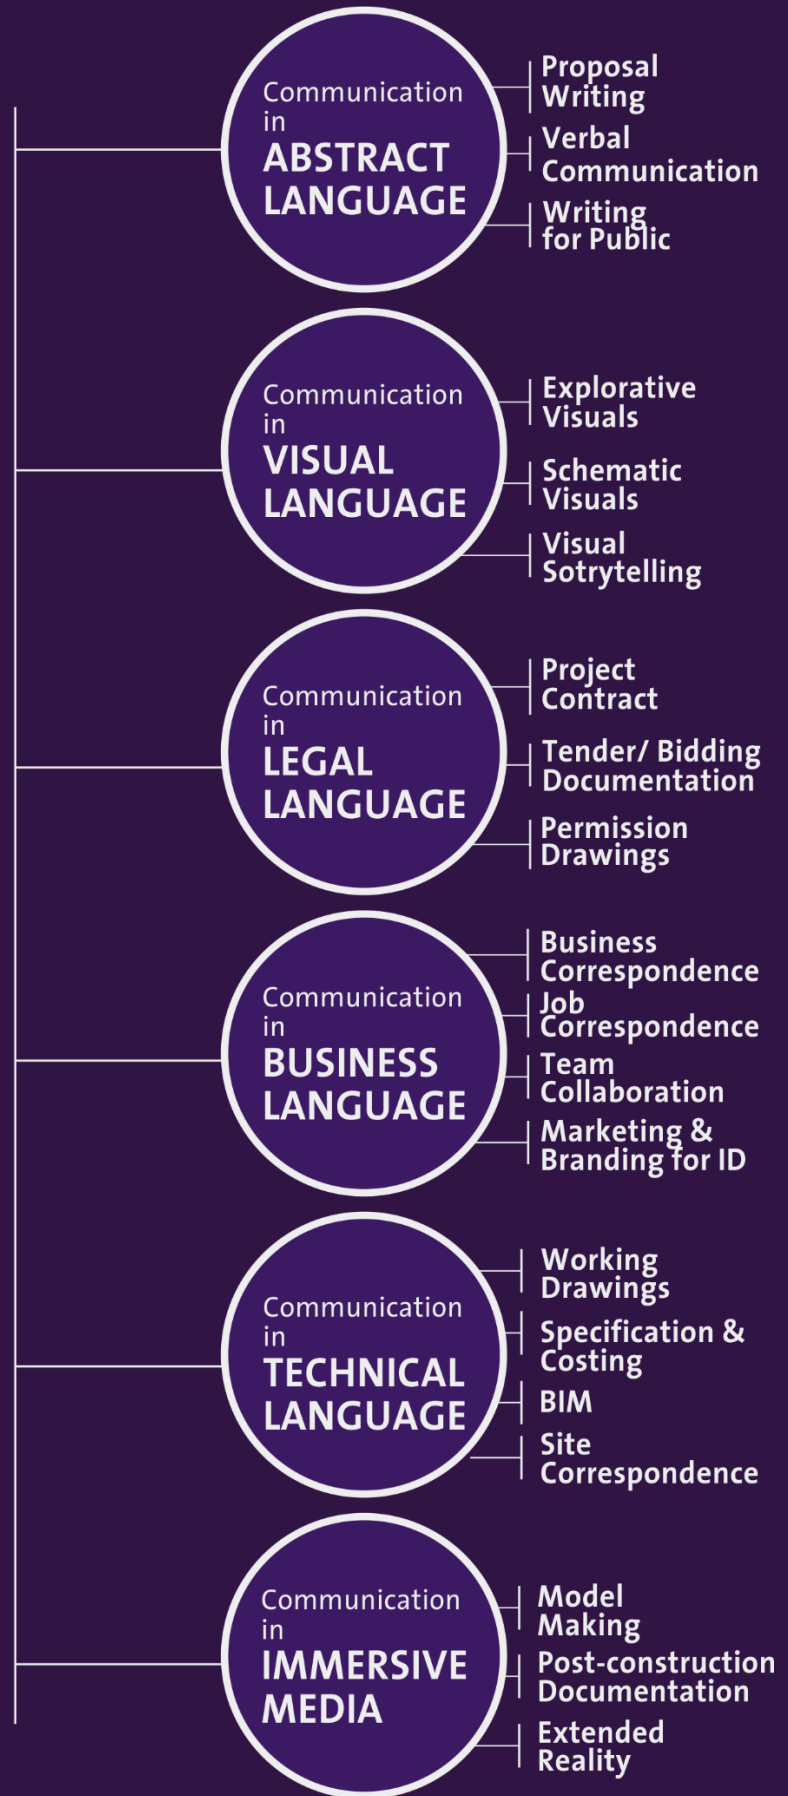 Communication
in
ABSTRACT
LANGUAGE
Proposal
Writing
Verbal
Communication
Writing
for Public
Communication
in
VISUAL
LANGUAGE
Explorative
Visuals
Schematic
Visuals
Visual
Sotrytelling
Communication
in
LEGAL
LANGUAGE
Project
Contract
Tender/ Bidding
Documentation
Permission
Drawings
Communication
in
BUSINESS
LANGUAGE
Business
Correspondence
Job
Correspondence
Team
Collaboration
Marketing &
Branding for ID
Communication
in
TECHNICAL
LANGUAGE
Working
Drawings
Specification &
Costing
BIM
Site
Correspondence
Communication
in
IMMERSIVE
MEDIA
Model
Making
Post-construction
Documentation
Extended
Reality